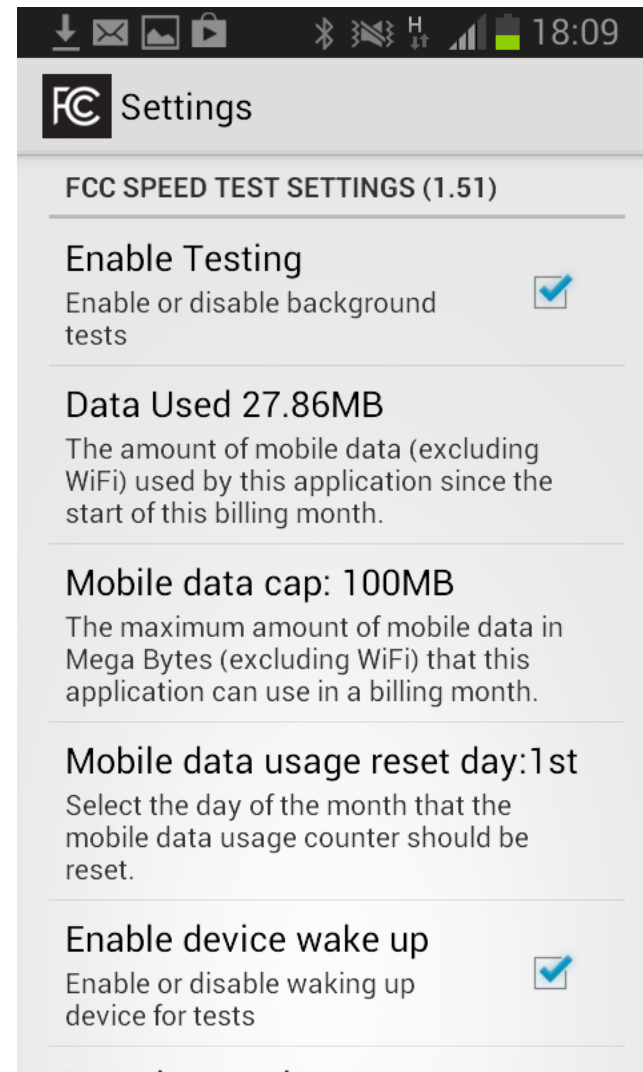 H
18:09
FCC Settings
FCC SPEED TEST SETTINGS (1.51)
Enable Testing
Enable or disable background
tests
Data Used 27.86MB
The amount of mobile data (excluding
WiFi) used by this application since the
start of this billing month.
Mobile data cap: 100MB
The maximum amount of mobile data in
Mega Bytes (excluding WiFi) that this
application can use in a billing month.
Mobile data usage reset day:1st
Select the day of the month that the
mobile data usage counter should be
reset.
Enable device wake up
Enable or disable waking up
device for tests